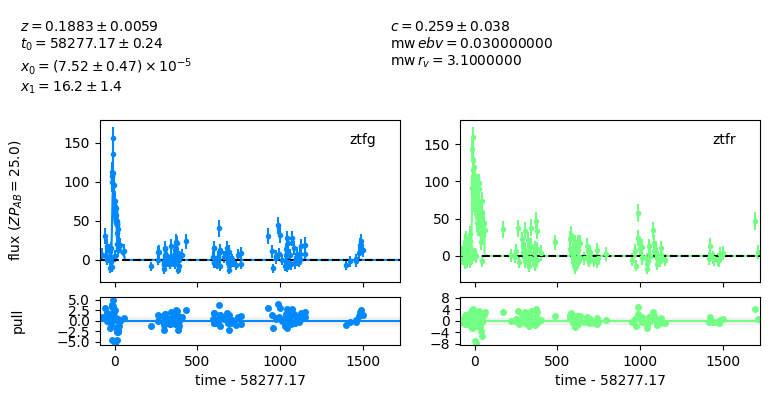 z = 0.1883 ± 0.0059
t₀ = 58277.17 ± 0.24
x₀ = (7.52 ± 0.47) × 10⁻⁵
x₁ = 16.2 ± 1.4
c = 0.259 ± 0.038
mw ebv = 0.030000000
mw r_v = 3.1000000
flux (ZP_AB = 25.0)
150
100
50
0
ztfg
150
100
50
0
ztfr
pull
5.0
2.5
0.0
−2.5
−5.0
8
4
0
−4
−8
0 500 1000 1500
0 500 1000 1500
time - 58277.17
time - 58277.17